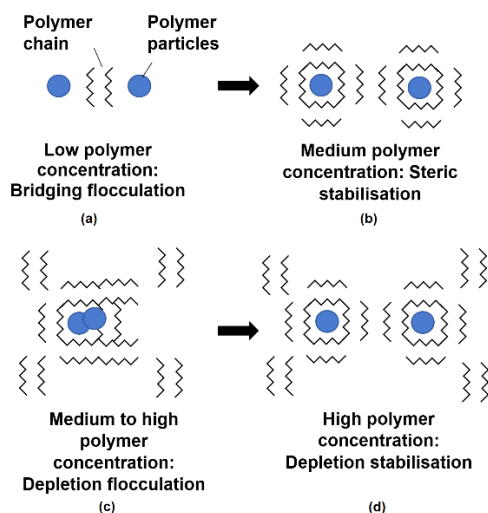 Polymer
chain
Polymer
particles
Low polymer
concentration:
Bridging flocculation
(a)
Medium polymer
concentration: Steric
stabilisation
(b)
Medium to high
polymer
concentration:
Depletion flocculation
(c)
High polymer
concentration:
Depletion stabilisation
(d)